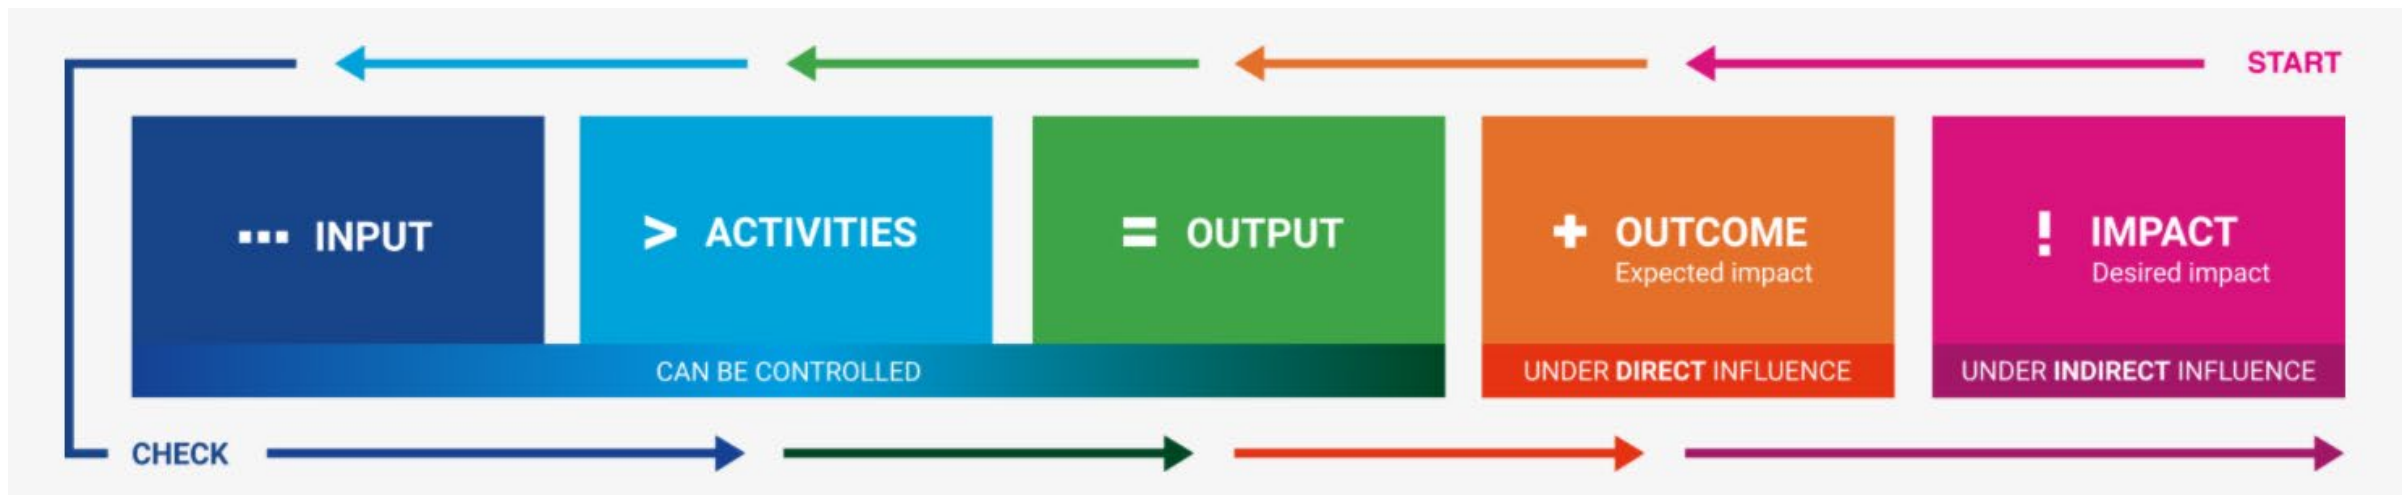 START
INPUT
> ACTIVITIES
= OUTPUT
+ OUTCOME
Expected impact
! IMPACT
Desired impact
CAN BE CONTROLLED
UNDER DIRECT INFLUENCE
UNDER INDIRECT INFLUENCE
CHECK